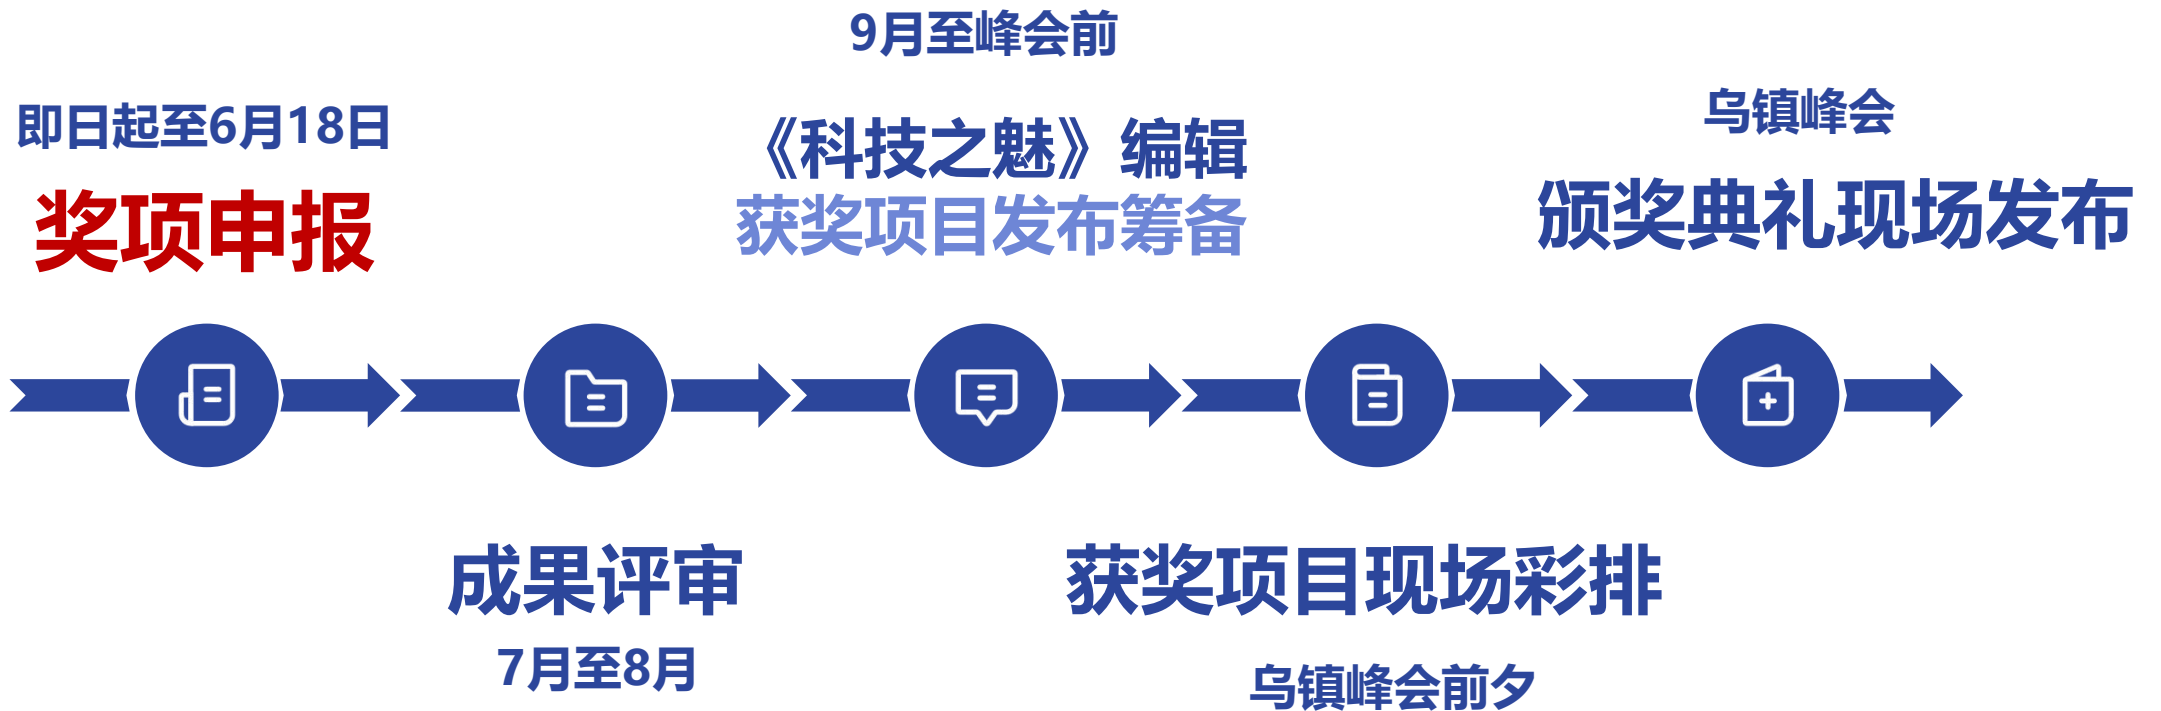 即日起至6月18日
奖项申报
成果评审
7月至8月
9月至峰会前
《科技之魅》编辑
获奖项目发布筹备
获奖项目现场彩排
乌镇峰会前夕
乌镇峰会
颁奖典礼现场发布